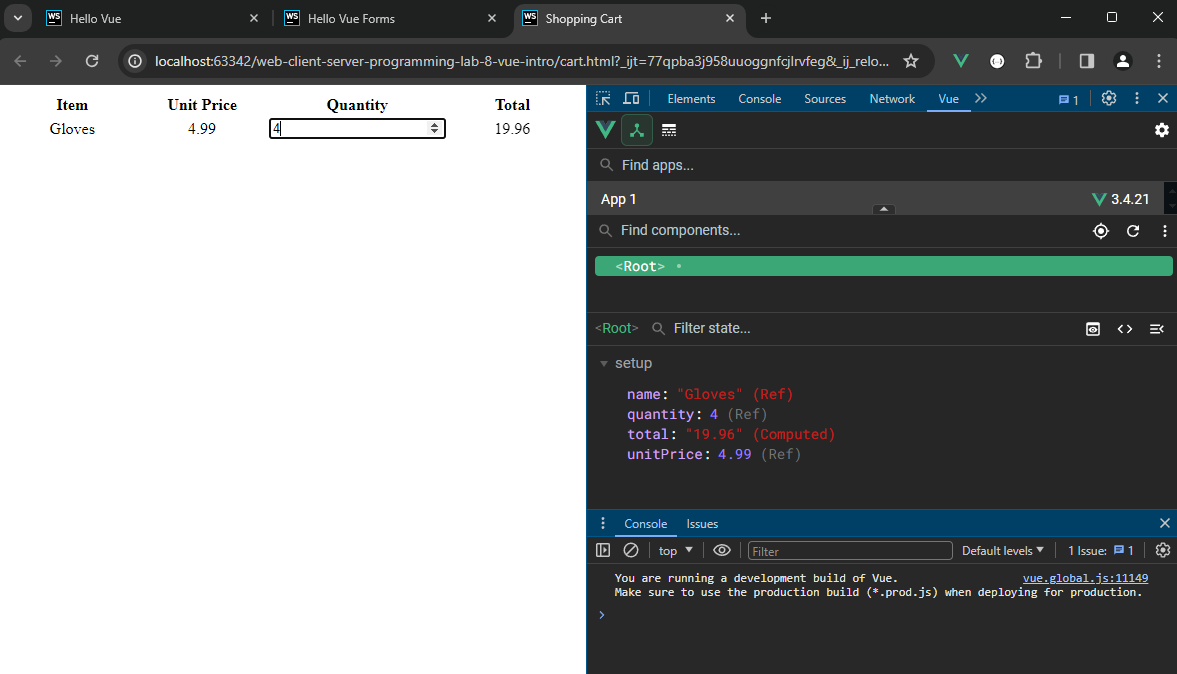 WS Hello Vue
WS Hello Vue Forms
WS Shopping Cart
localhost:63342/web-client-server-programming-lab-8-vue-intro/cart.html?_ijt=77qpba3j958uuoggnfcjlrvfeg&_ij_relo...
Item Unit Price Quantity Total
Gloves 4.99 4 19.96
Elements Console Sources Network Vue 1
Find apps...
App 1 3.4.21
Find components...
<Root>
<Root> Filter state...
setup
name: "Gloves" (Ref)
quantity: 4 (Ref)
total: "19.96" (Computed)
unitPrice: 4.99 (Ref)
Console Issues
top Filter Default levels 1 Issue: 1
You are running a development build of Vue. vue.global.js:11149
Make sure to use the production build (*.prod.js) when deploying for production.